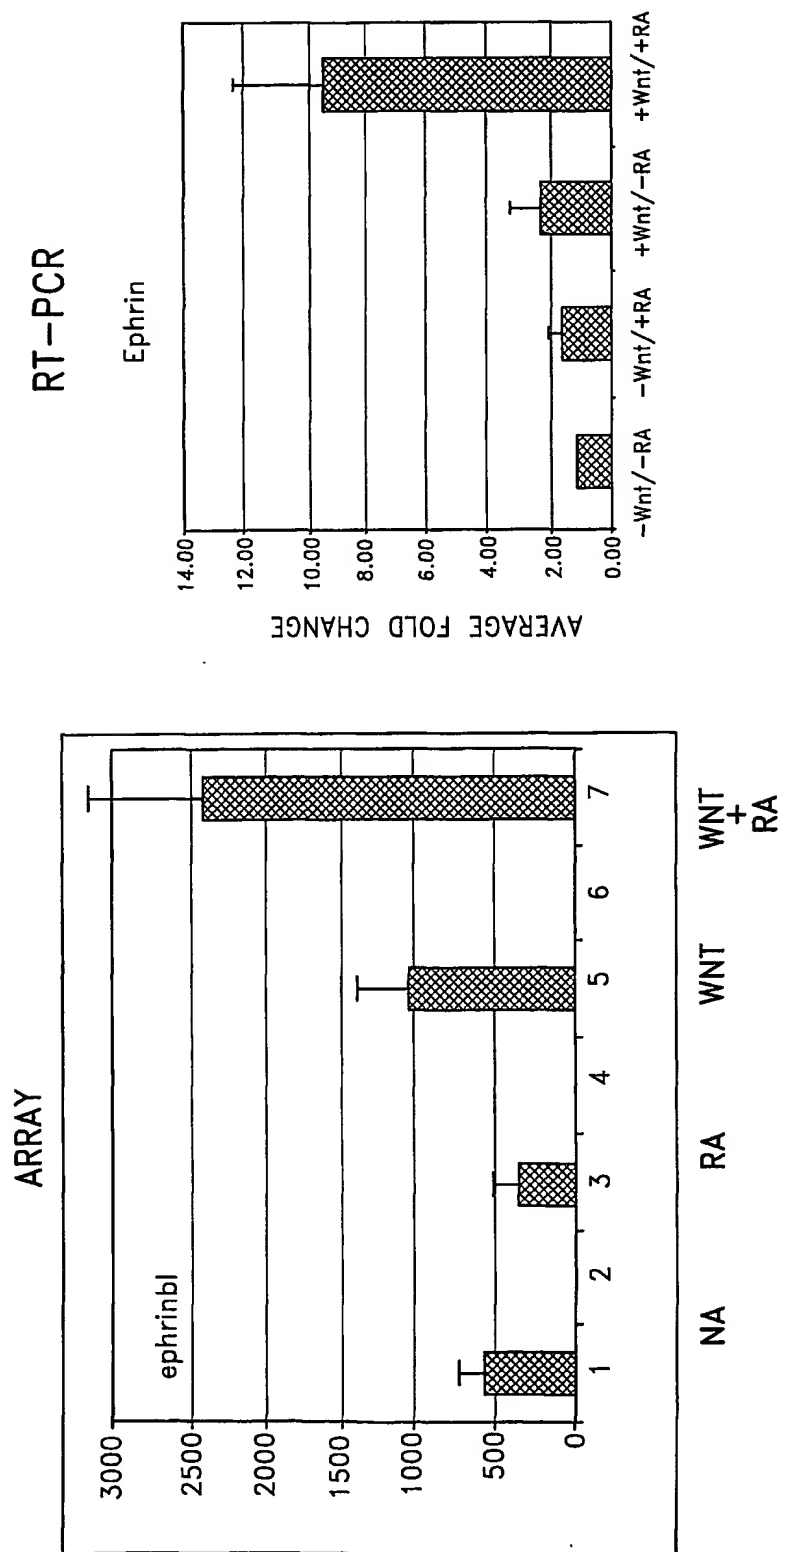 ARRAY
ephrinbl
3000
2500
2000
1500
1000
500
0
1 2 3 4 5 6 7
NA RA WNT WNT
+
RA
RT-PCR
Ephrin
AVERAGE FOLD CHANGE
14.00
12.00
10.00
8.00
6.00
4.00
2.00
0.00
-Wnt/-RA -Wnt/+RA +Wnt/-RA +Wnt/+RA